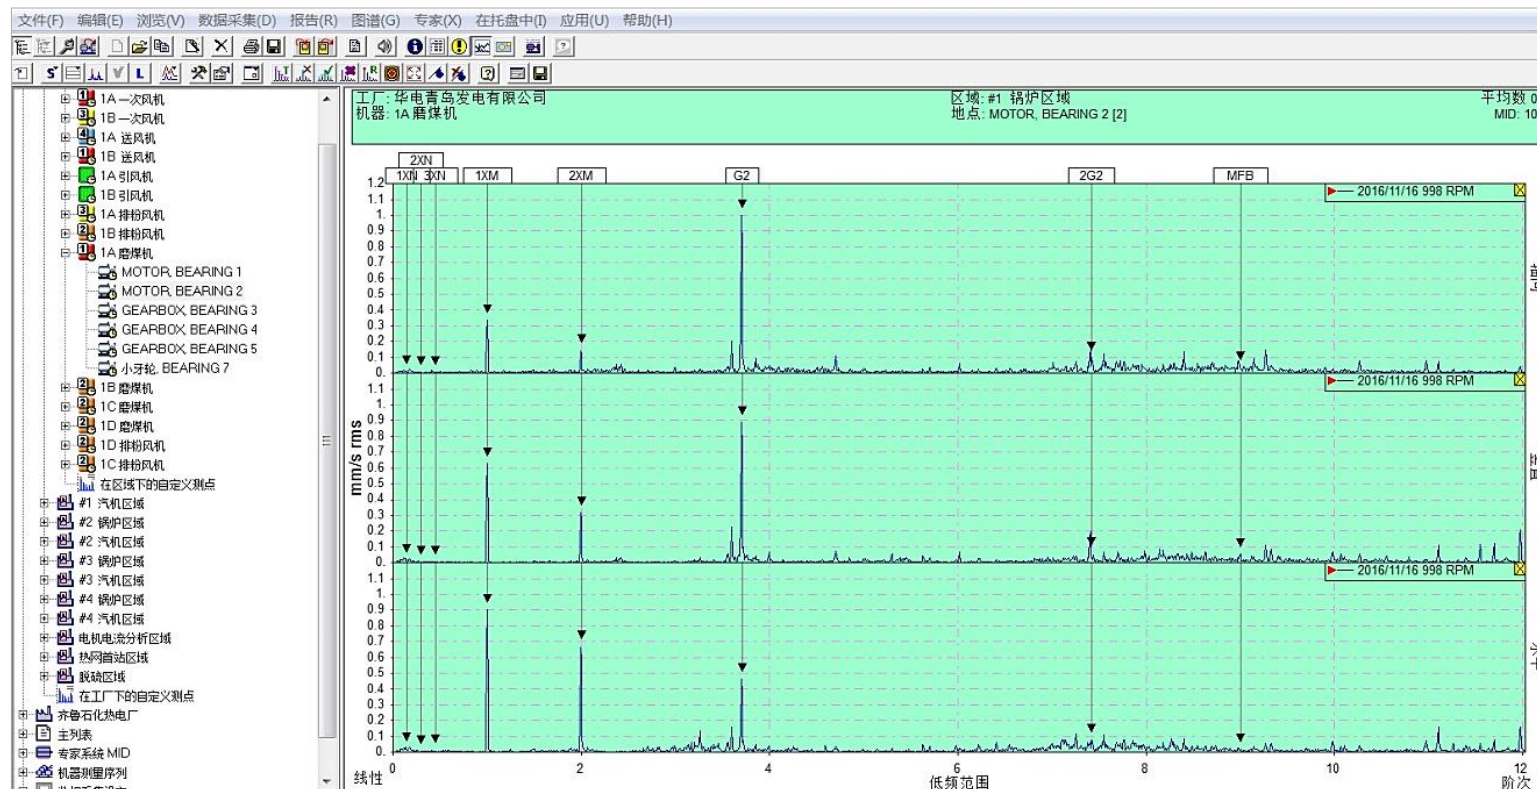 文件(F) 编辑(E) 浏览(V) 数据采集(D) 报告(R) 图谱(G) 专家(X) 在托盘中(I) 应用(U) 帮助(H)
1A 一次风机
1B 一次风机
1A 送风机
1B 送风机
1A 引风机
1B 引风机
1A 排粉风机
1B 排粉风机
1A 磨煤机
MOTOR, BEARING 1
MOTOR, BEARING 2
GEARBOX, BEARING 3
GEARBOX, BEARING 4
GEARBOX, BEARING 5
小牙轮, BEARING 7
1B 磨煤机
1C 磨煤机
1D 磨煤机
1D 排粉风机
1C 排粉风机
在区域下的自定义测点
#1 汽机区域
#2 锅炉区域
#2 汽机区域
#3 锅炉区域
#3 汽机区域
#4 锅炉区域
#4 汽机区域
电机电流分析区域
热网首站区域
脱硫区域
在工厂下的自定义测点
齐鲁石化热电厂
主列表
专家系统 MID
机器测量序列
工厂: 华电青岛发电有限公司 区域: #1 锅炉区域 平均数 0
机器: 1A 磨煤机 地点: MOTOR, BEARING 2 [2] MID: 10
2XN
1XN 3XN 1XM 2XM G2 2G2 MFB
2016/11/16 998 RPM
1.2
1.1
1.
0.9
0.8
0.7
0.6
0.5
0.4
0.3
0.2
0.1
0.
2016/11/16 998 RPM
1.1
1.
0.9
0.8
0.7
0.6
0.5
0.4
0.3
0.2
0.1
0.
mm/s rms
2016/11/16 998 RPM
1.1
1.
0.9
0.8
0.7
0.6
0.5
0.4
0.3
0.2
0.1
0.
线性 0 2 4 6 8 10 12
低频范围 阶次